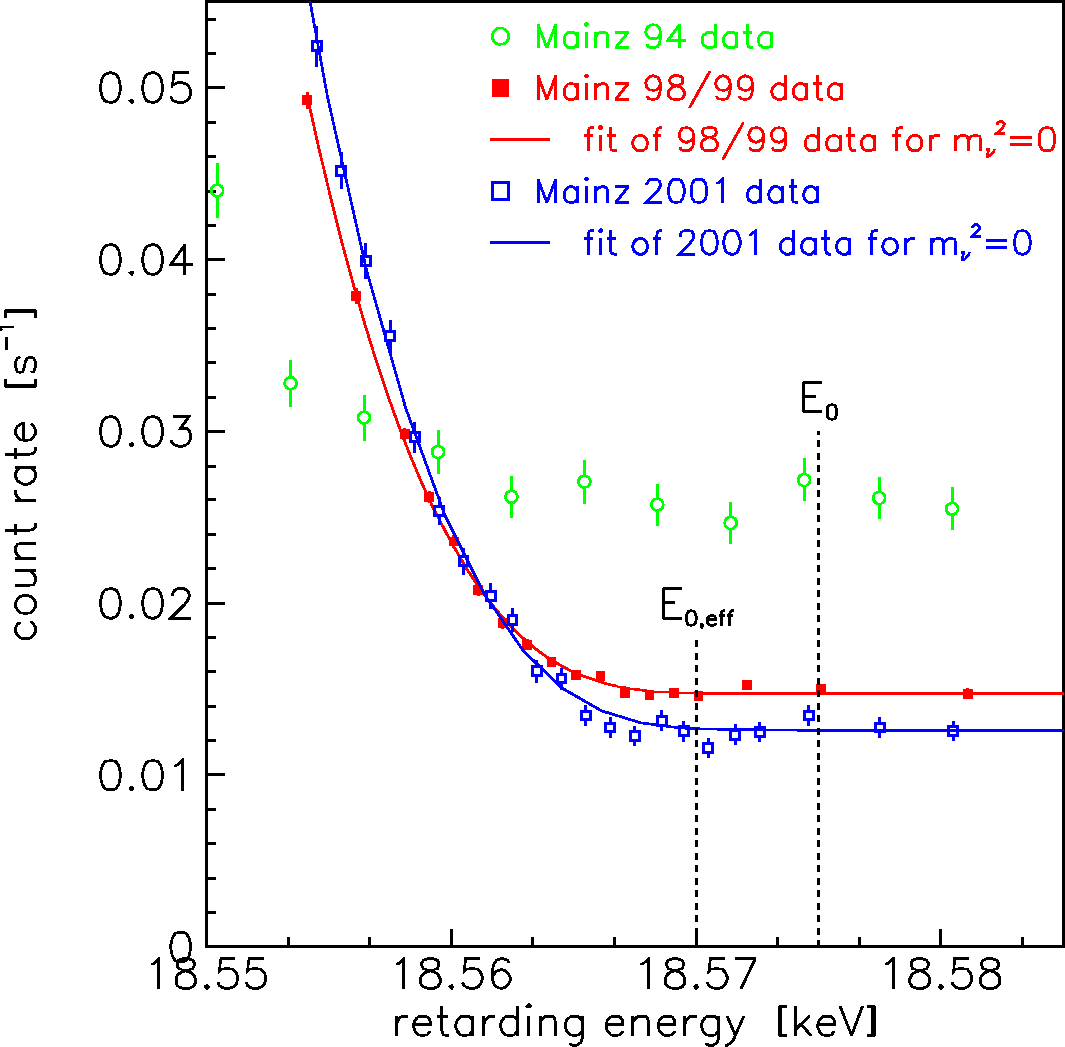 Mainz 94 data
Mainz 98/99 data
fit of 98/99 data for mᵥ²=0
Mainz 2001 data
fit of 2001 data for mᵥ²=0
0.05
0.04
0.03
0.02
0.01
0
count rate [s⁻¹]
E₀
E₀,eff
18.55 18.56 18.57 18.58
retarding energy [keV]